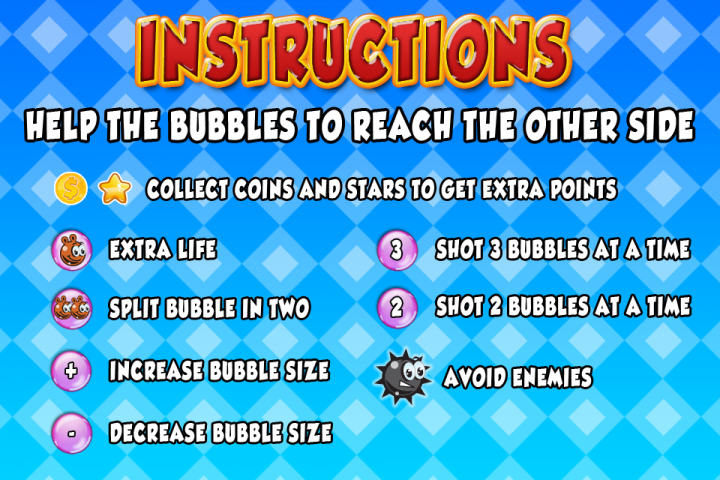 INSTRUCTIONS
HELP THE BUBBLES TO REACH THE OTHER SIDE
$ COLLECT COINS AND STARS TO GET EXTRA POINTS
EXTRA LIFE
SPLIT BUBBLE IN TWO
+ INCREASE BUBBLE SIZE
- DECREASE BUBBLE SIZE
3 SHOT 3 BUBBLES AT A TIME
2 SHOT 2 BUBBLES AT A TIME
AVOID ENEMIES